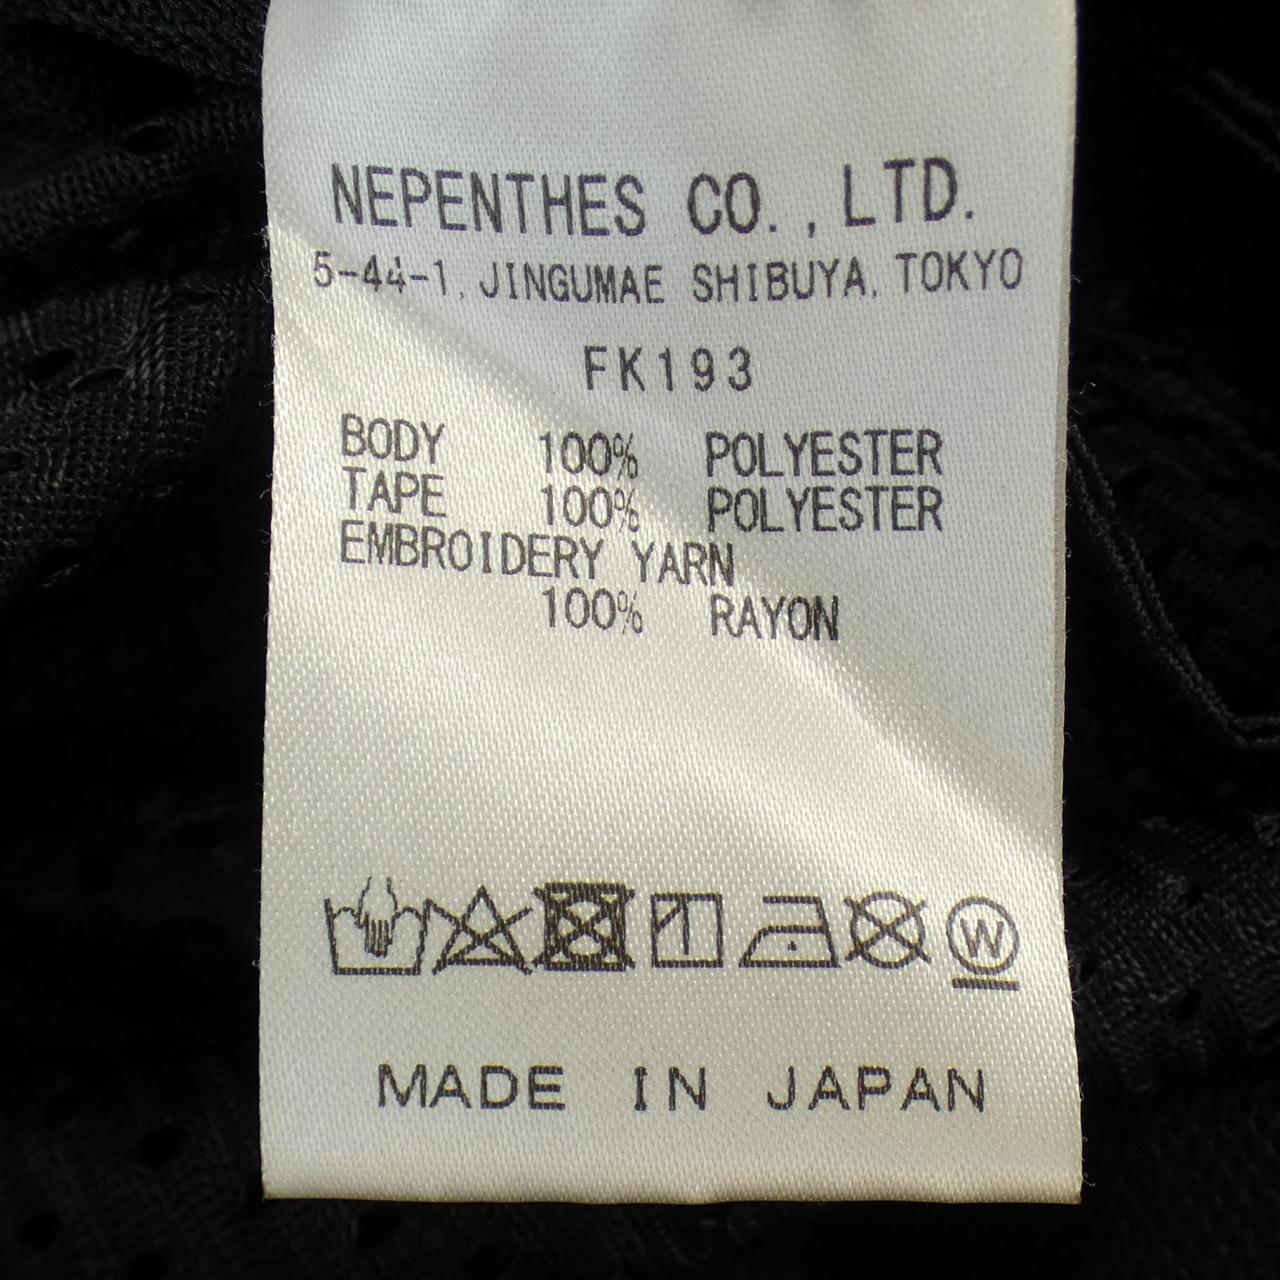 NEPENTHES CO., LTD.
5-44-1, JINGUMAE SHIBUYA, TOKYO
FK193
BODY 100% POLYESTER
TAPE 100% POLYESTER
EMBROIDERY YARN
100% RAYON
W
MADE IN JAPAN